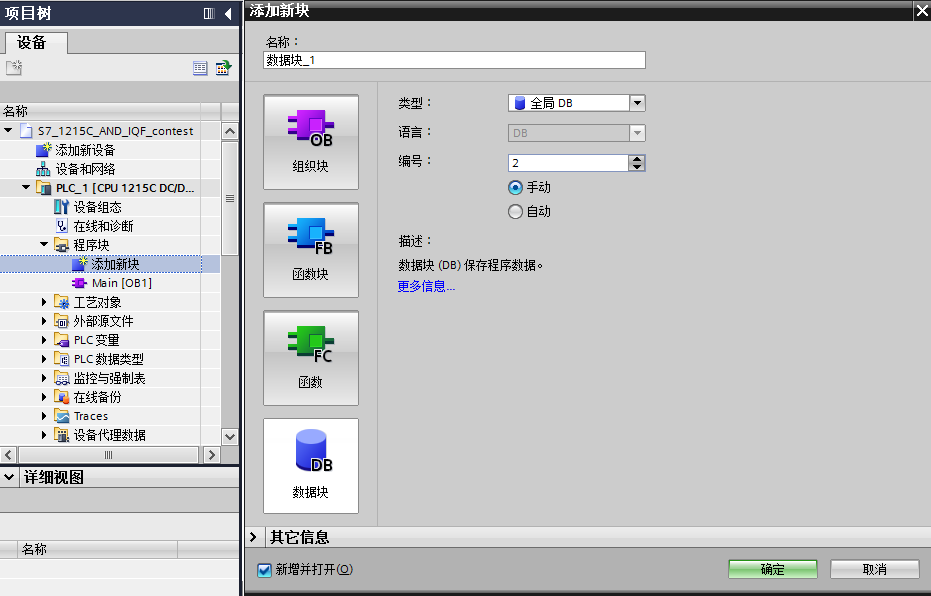 项目树
设备
名称
S7_1215C_AND_IQF_contest
添加新设备
设备和网络
PLC_1 [CPU 1215C DC/D...
设备组态
在线和诊断
程序块
添加新块
Main [OB1]
工艺对象
外部源文件
PLC 变量
PLC 数据类型
监控与强制表
在线备份
Traces
设备代理数据
详细视图
名称
添加新块
名称：
数据块_1
OB
组织块
FB
函数块
FC
函数
DB
数据块
类型：
全局 DB
语言：
DB
编号：
2
手动
自动
描述：
数据块 (DB) 保存程序数据。
更多信息...
其它信息
新增并打开(O)
确定
取消